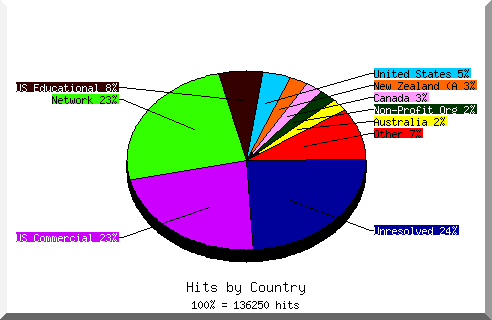 United States 5%
US Educational 8%
New Zealand (A 3%
Network 23%
Canada 3%
Non-Profit Org 2%
Australia 2%
Other 7%
US Commercial 23%
Unresolved 24%
Hits by Country
100% = 136250 hits